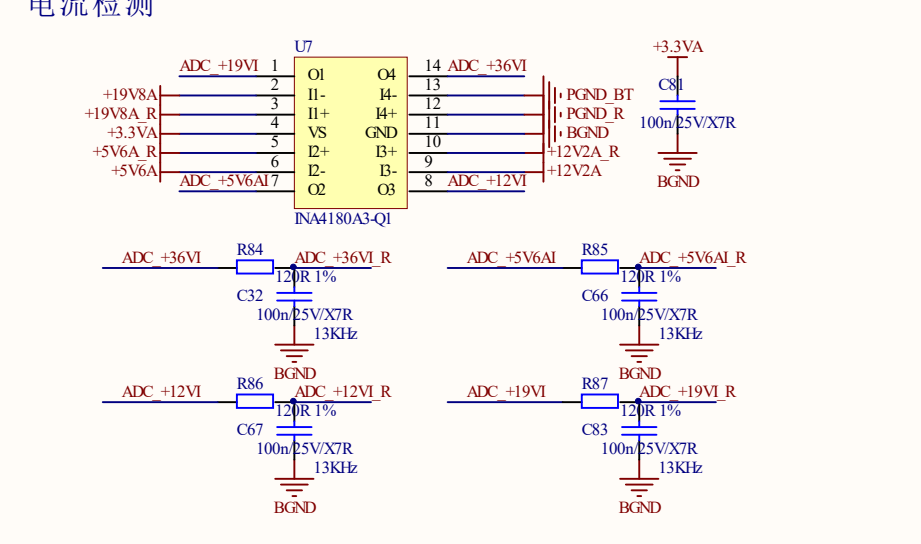 电流检测
U7
+3.3VA
ADC_+19VI 1 O1 O4 14 ADC_+36VI
+19V8A 2 I1- I4- 13 PGND_BT
+19V8A_R 3 I1+ I4+ 12 PGND_R
+3.3VA 4 VS GND 11 BGND
+5V6A_R 5 I2+ I3+ 10 +12V2A_R
+5V6A 6 I2- I3- 9 +12V2A
ADC_+5V6AI 7 O2 O3 8 ADC_+12VI
INA4180A3-Q1
C81
100n/25V/X7R
BGND
ADC_+36VI R84 ADC_+36VI_R
120R 1%
C32
100n/25V/X7R
13KHz
BGND
ADC_+5V6AI R85 ADC_+5V6AI_R
120R 1%
C66
100n/25V/X7R
13KHz
BGND
ADC_+12VI R86 ADC_+12VI_R
120R 1%
C67
100n/25V/X7R
13KHz
BGND
ADC_+19VI R87 ADC_+19VI_R
120R 1%
C83
100n/25V/X7R
13KHz
BGND